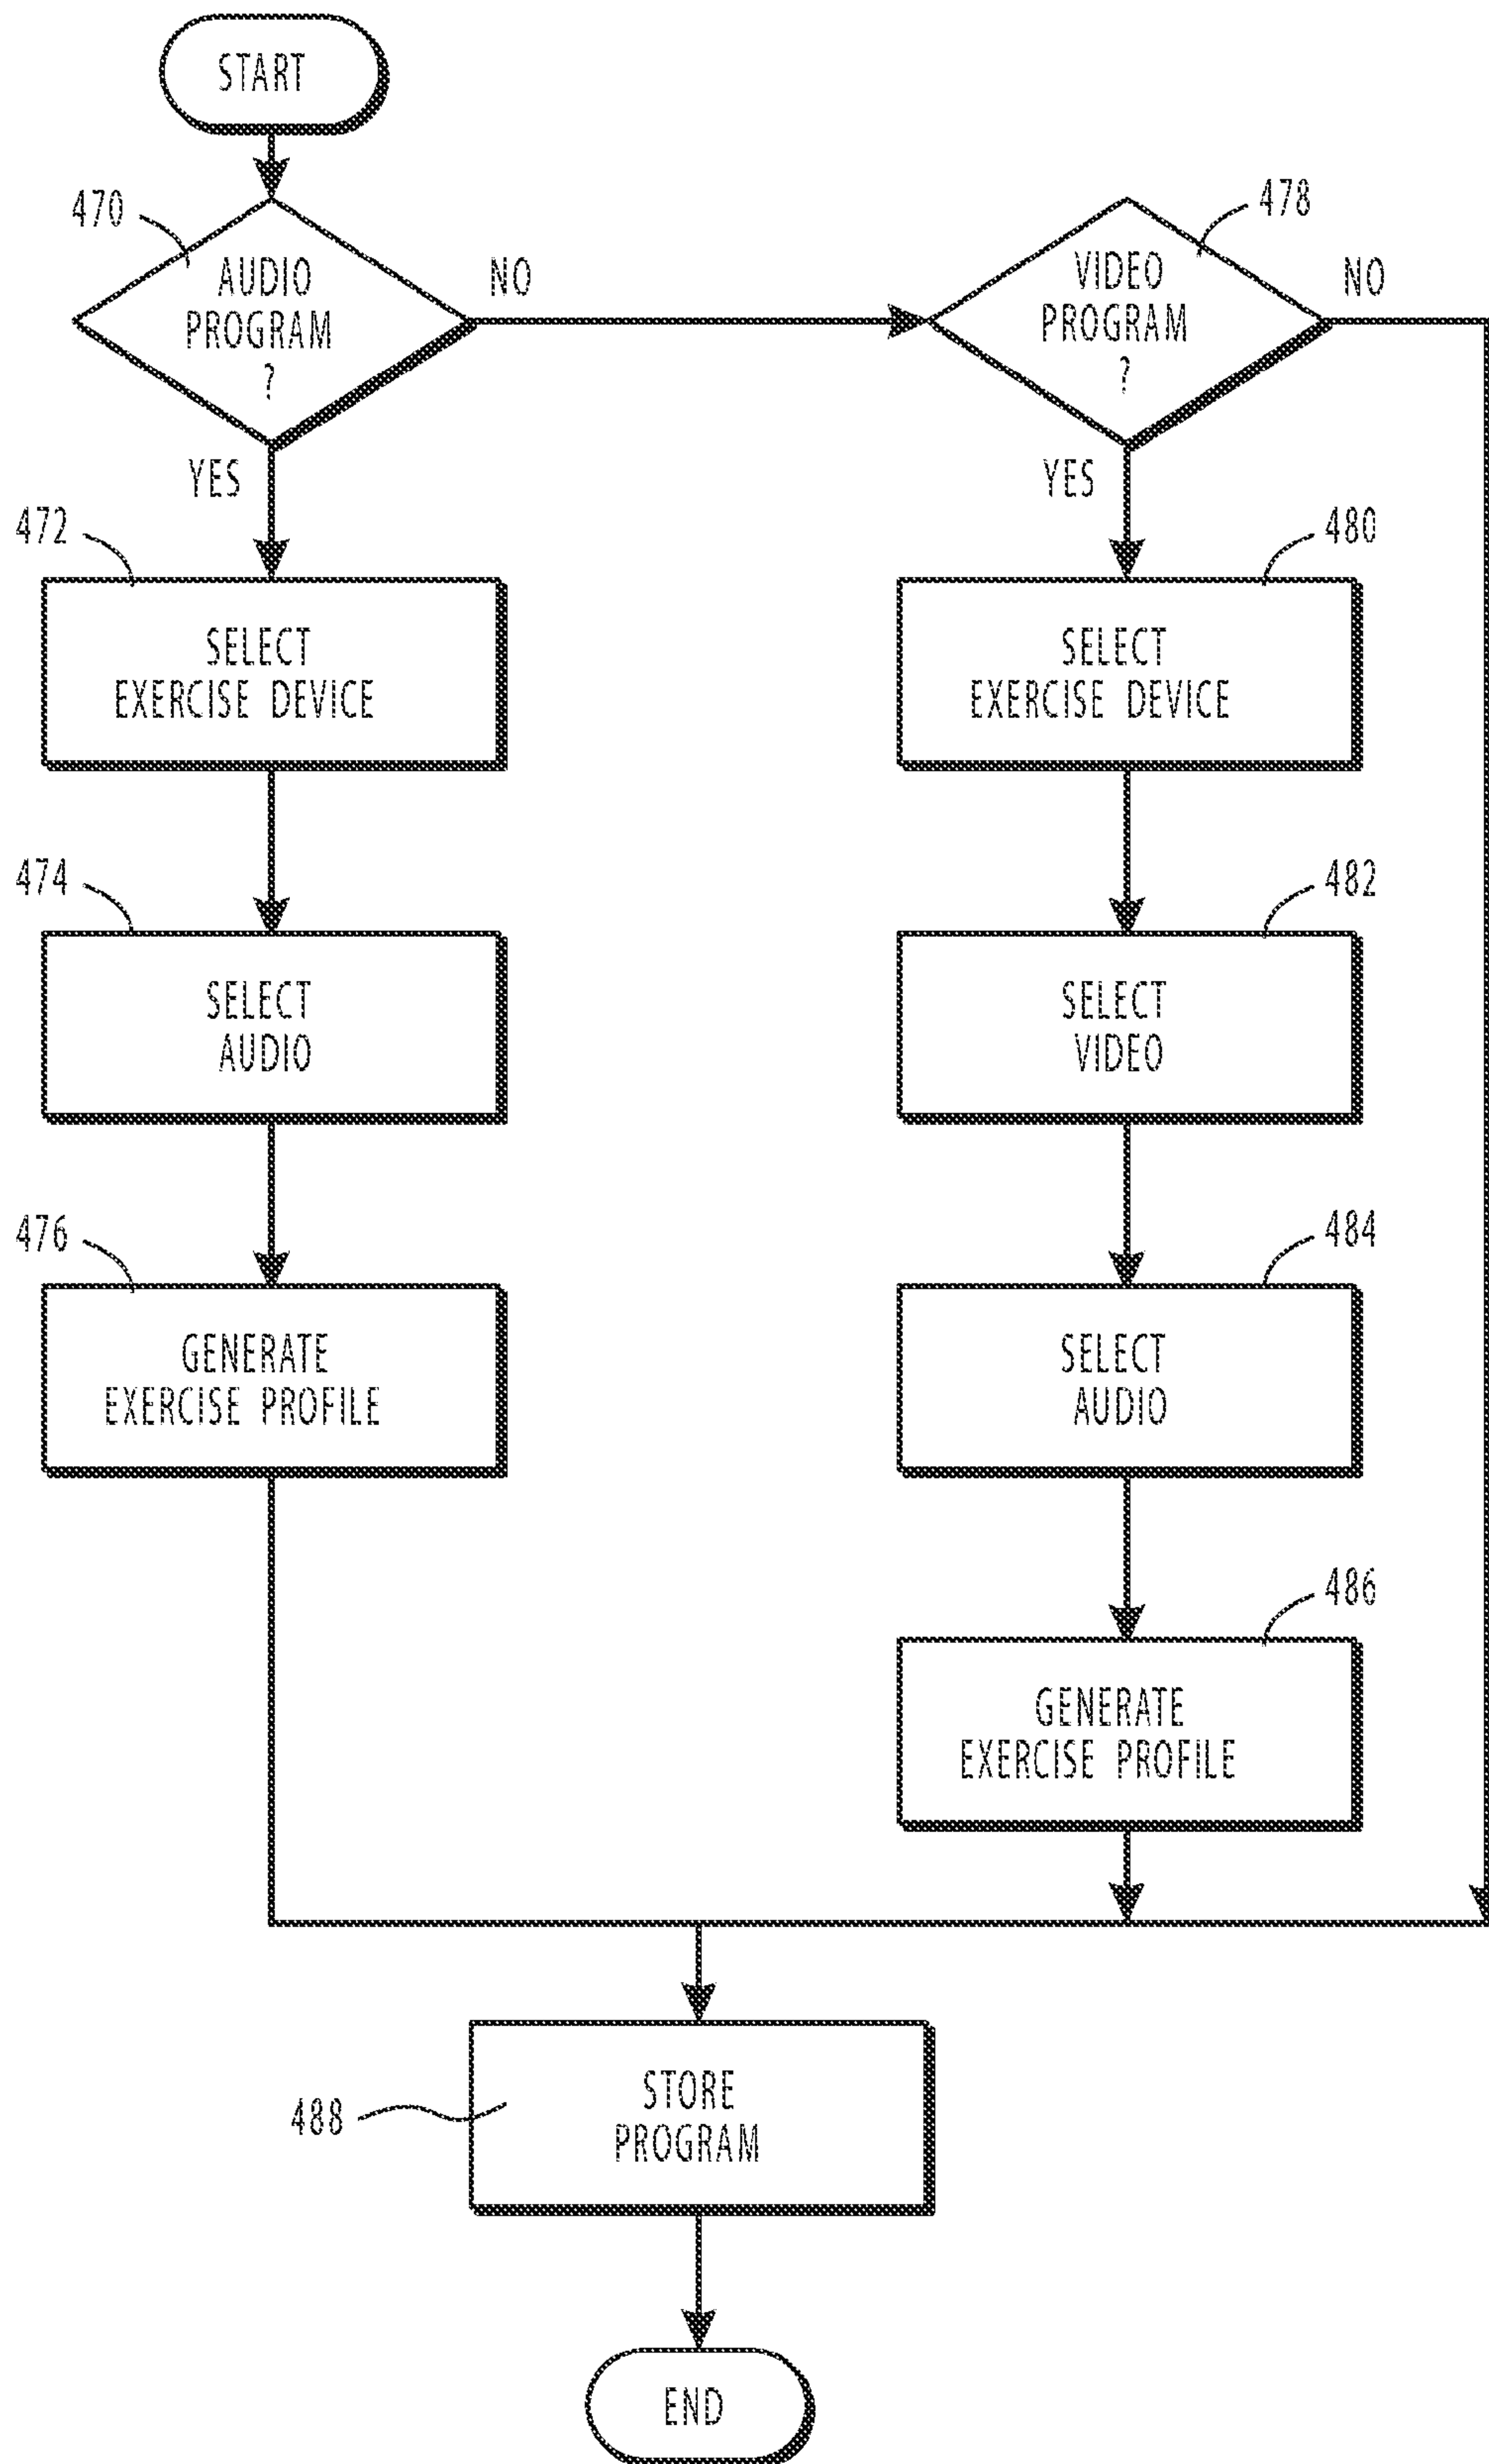 START
470
AUDIO
PROGRAM
?
NO
YES
478
VIDEO
PROGRAM
?
NO
YES
472
SELECT
EXERCISE DEVICE
480
SELECT
EXERCISE DEVICE
474
SELECT
AUDIO
482
SELECT
VIDEO
476
GENERATE
EXERCISE PROFILE
484
SELECT
AUDIO
486
GENERATE
EXERCISE PROFILE
488
STORE
PROGRAM
END